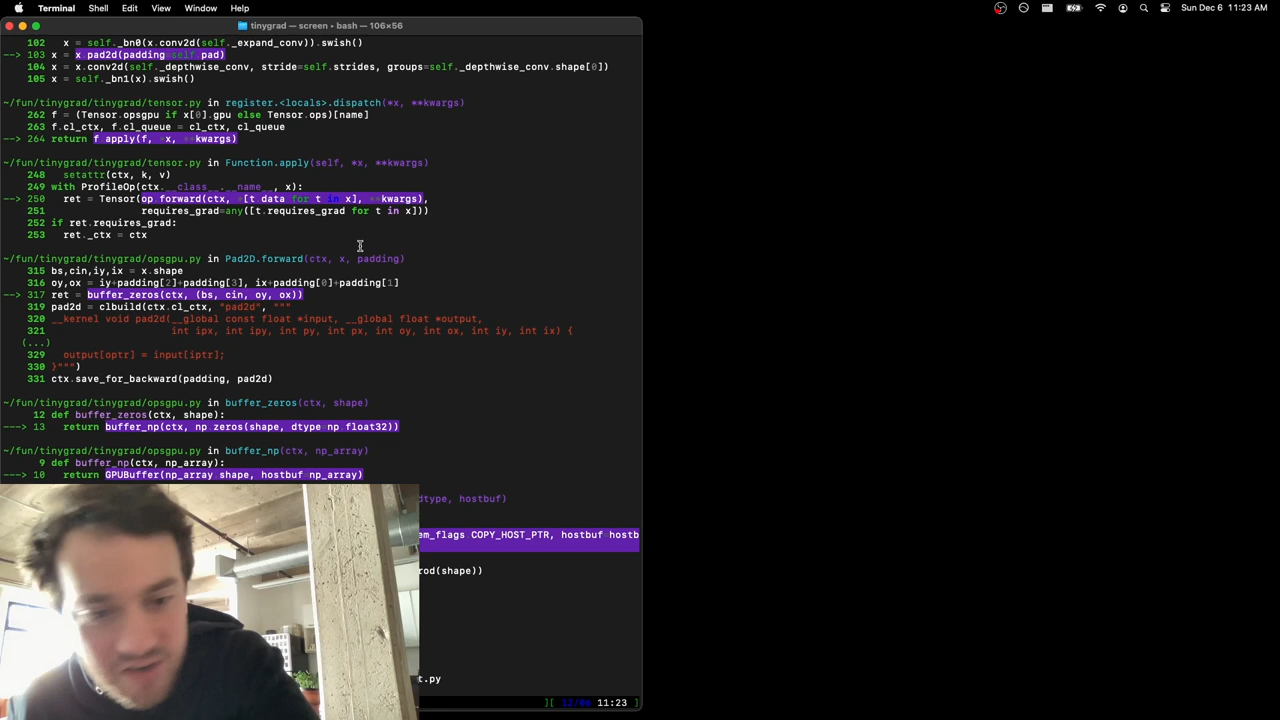 Terminal Shell Edit View Window Help Sun Dec 6 11:23 AM
tinygrad — screen • bash — 106×56
102 x = self._bn0(x.conv2d(self._expand_conv)).swish()
--> 103 x = x.pad2d(padding=self.pad)
104 x = x.conv2d(self._depthwise_conv, stride=self.strides, groups=self._depthwise_conv.shape[0])
105 x = self._bn1(x).swish()
~/fun/tinygrad/tinygrad/tensor.py in register.<locals>.dispatch(*x, **kwargs)
262 f = (Tensor.opsgpu if x[0].gpu else Tensor.ops)[name]
263 f.cl_ctx, f.cl_queue = cl_ctx, cl_queue
--> 264 return f.apply(f, *x, **kwargs)
~/fun/tinygrad/tinygrad/tensor.py in Function.apply(self, *x, **kwargs)
248 setattr(ctx, k, v)
249 with ProfileOp(ctx.__class__.__name__, x):
--> 250 ret = Tensor(op.forward(ctx, *[t.data for t in x], **kwargs),
251 requires_grad=any([t.requires_grad for t in x]))
252 if ret.requires_grad:
253 ret._ctx = ctx
~/fun/tinygrad/tinygrad/opsgpu.py in Pad2D.forward(ctx, x, padding)
315 bs,cin,iy,ix = x.shape
316 oy,ox = iy+padding[2]+padding[3], ix+padding[0]+padding[1]
--> 317 ret = buffer_zeros(ctx, (bs, cin, oy, ox))
319 pad2d = clbuild(ctx.cl_ctx, "pad2d", """
320 __kernel void pad2d(__global const float *input, __global float *output,
321 int ipx, int ipy, int py, int px, int oy, int ox, int iy, int ix) {
(...)
329 output[optr] = input[iptr];
330 }""")
331 ctx.save_for_backward(padding, pad2d)
~/fun/tinygrad/tinygrad/opsgpu.py in buffer_zeros(ctx, shape)
12 def buffer_zeros(ctx, shape):
---> 13 return buffer_np(ctx, np.zeros(shape, dtype=np.float32))
~/fun/tinygrad/tinygrad/opsgpu.py in buffer_np(ctx, np_array)
9 def buffer_np(ctx, np_array):
---> 10 return GPUBuffer(np_array.shape, hostbuf=np_array)
dtype, hostbuf)
em_flags.COPY_HOST_PTR, hostbuf=hostb
rod(shape))
t.py
][ 12/06 11:23 ]